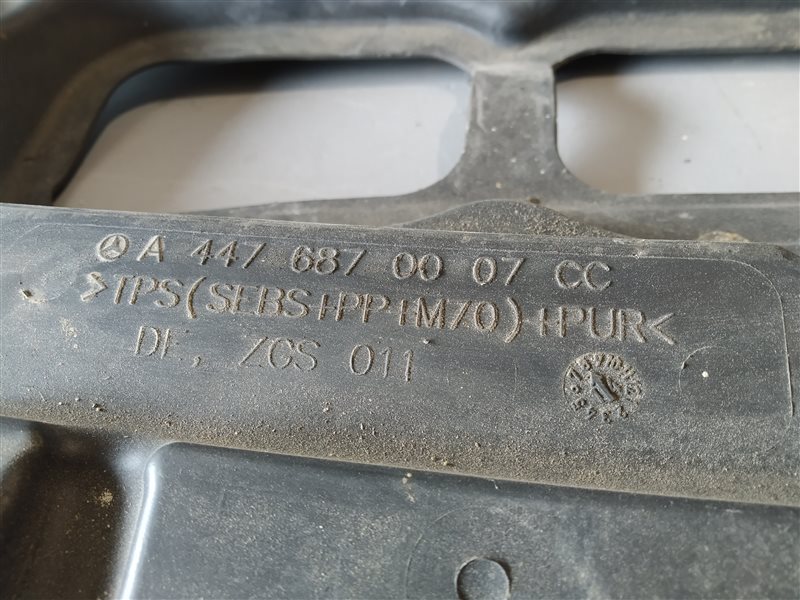 A 447 687 00 07 CC
>TPS(SEBS+PP+M70)+PUR<
DE, ZGS 011